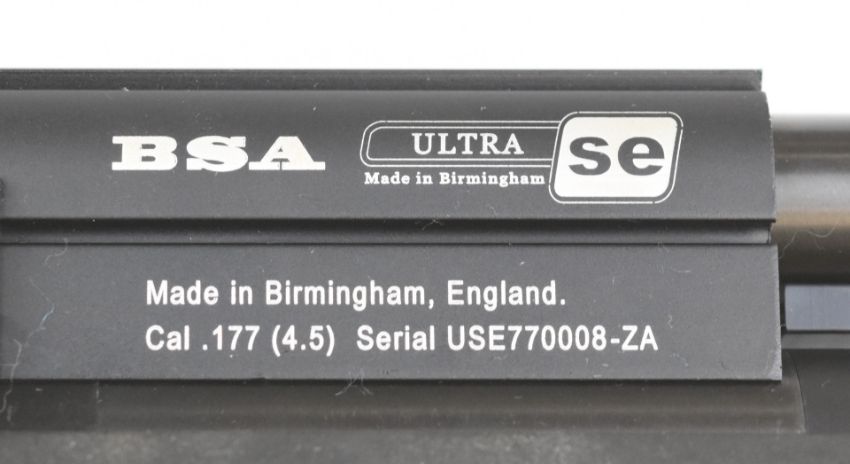 BSA
ULTRA se
Made in Birmingham
Made in Birmingham, England.
Cal .177 (4.5) Serial USE770008-ZA